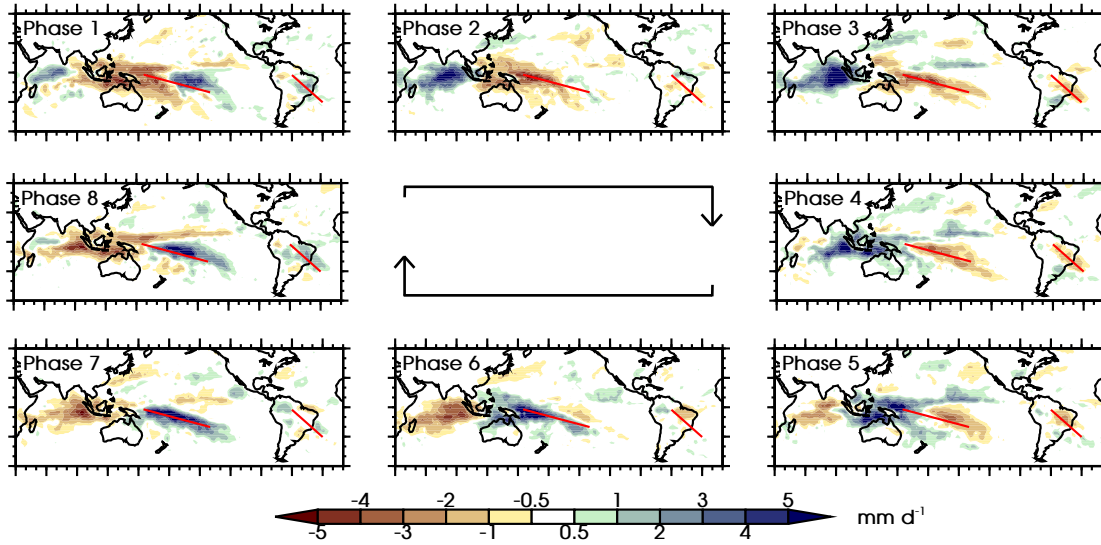 Phase 1
Phase 2
Phase 3
Phase 8
Phase 4
Phase 7
Phase 6
Phase 5
-4 -2 -0.5 1 3 5
-5 -3 -1 0.5 2 4
mm d⁻¹